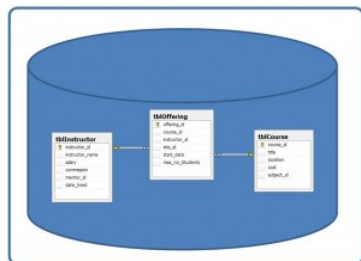 tblInstructor
instructor_id
instructor_name
salary
commission
mentor_id
date_hired
tblOffering
offering_id
course_id
instructor_id
site_id
start_date
max_no_Students
tblCourse
course_id
title
duration
cost
subject_id